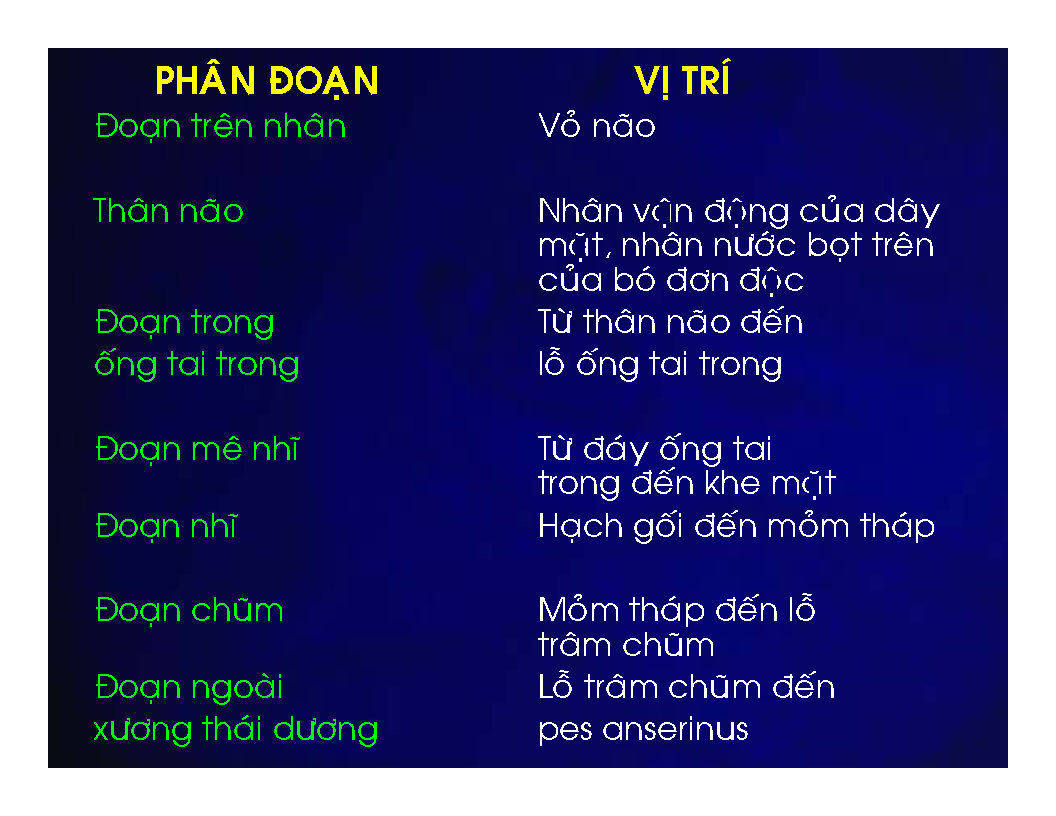 PHÂN ĐOẠN VỊ TRÍ
Đoạn trên nhân Vỏ não
Thân não Nhân vận động của dây
mặt, nhân nước bọt trên
của bó đơn độc
Đoạn trong Từ thân não đến
ống tai trong lỗ ống tai trong
Đoạn mê nhĩ Từ đáy ống tai
trong đến khe mặt
Đoạn nhĩ Hạch gối đến mỏm tháp
Đoạn chũm Mỏm tháp đến lỗ
trâm chũm
Đoạn ngoài Lỗ trâm chũm đến
xương thái dương pes anserinus